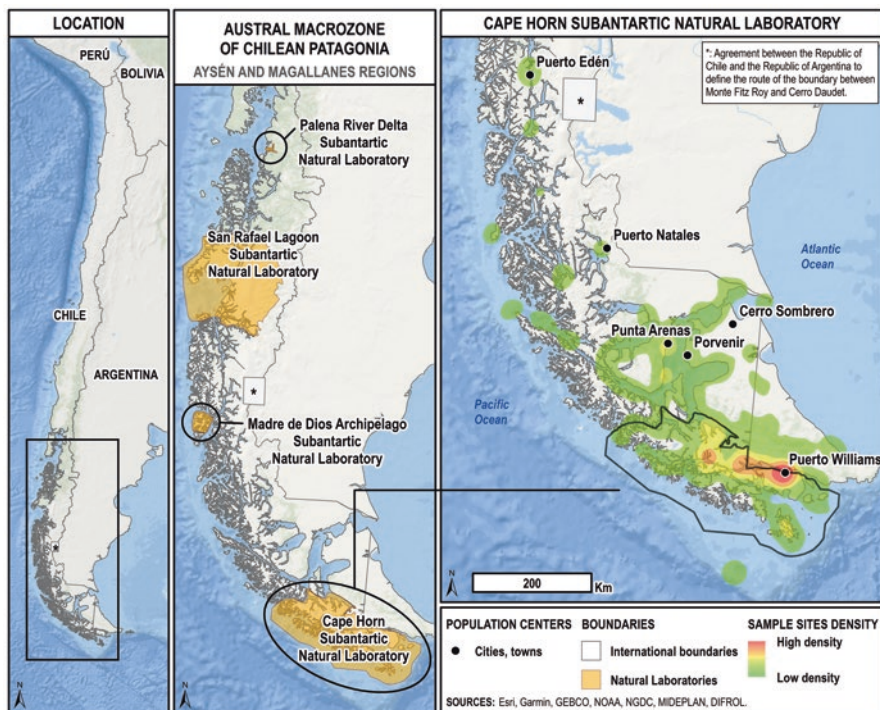 LOCATION
PERÚ
BOLIVIA
CHILE
ARGENTINA
*
N
AUSTRAL MACROZONE
OF CHILEAN PATAGONIA
AYSÉN AND MAGALLANES REGIONS
Palena River Delta
Subantartic
Natural Laboratory
San Rafael Lagoon
Subantartic
Natural Laboratory
*
Madre de Dios Archipelago
Subantartic
Natural Laboratory
Cape Horn
Subantartic
Natural Laboratory
N
CAPE HORN SUBANTARTIC NATURAL LABORATORY
*: Agreement between the Republic of
Chile and the Republic of Argentina to
define the route of the boundary between
Monte Fitz Roy and Cerro Daudet.
Puerto Edén
*
Puerto Natales
Atlantic
Ocean
Cerro Sombrero
Punta Arenas
Porvenir
Pacific
Ocean
Puerto Williams
N
200
Km
POPULATION CENTERS
Cities, towns
BOUNDARIES
International boundaries
Natural Laboratories
SAMPLE SITES DENSITY
High density
Low density
SOURCES: Esri, Garmin, GEBCO, NOAA, NGDC, MIDEPLAN, DIFROL.